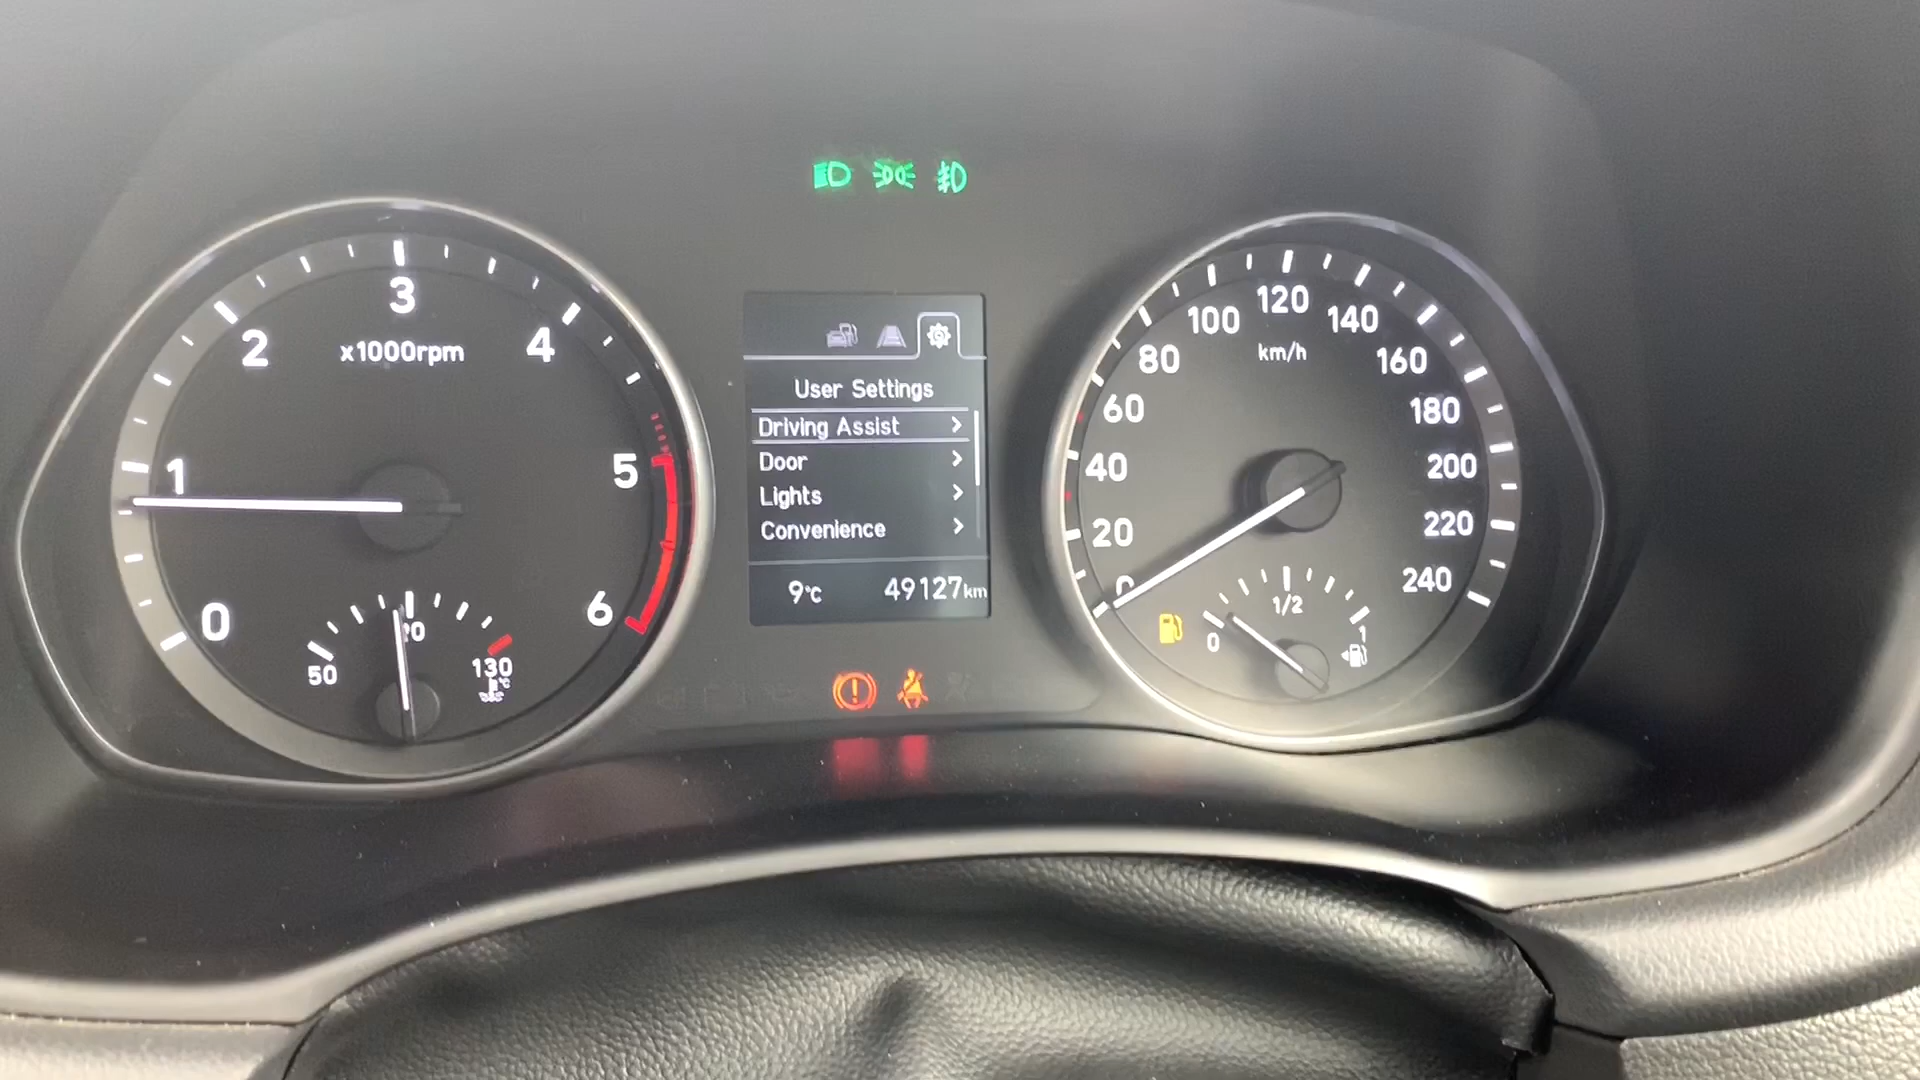 3
2
4
x1000rpm
1
5
0
6
50
130
°C
User Settings
Driving Assist
Door
Lights
Convenience
9°C
49127km
120
100
140
km/h
80
160
60
180
40
200
20
220
0
240
1/2
0
1